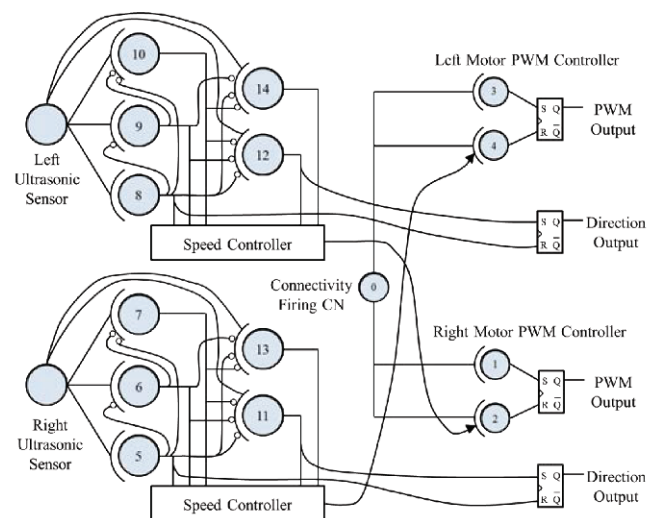 10
14
9
12
8
Left
Ultrasonic
Sensor
Speed Controller
Left Motor PWM Controller
3
4
S Q
R Q̅
PWM
Output
S Q
R Q̅
Direction
Output
Connectivity
Firing CN
0
7
13
6
11
5
Right
Ultrasonic
Sensor
Speed Controller
Right Motor PWM Controller
1
2
S Q
R Q̅
PWM
Output
S Q
R Q̅
Direction
Output